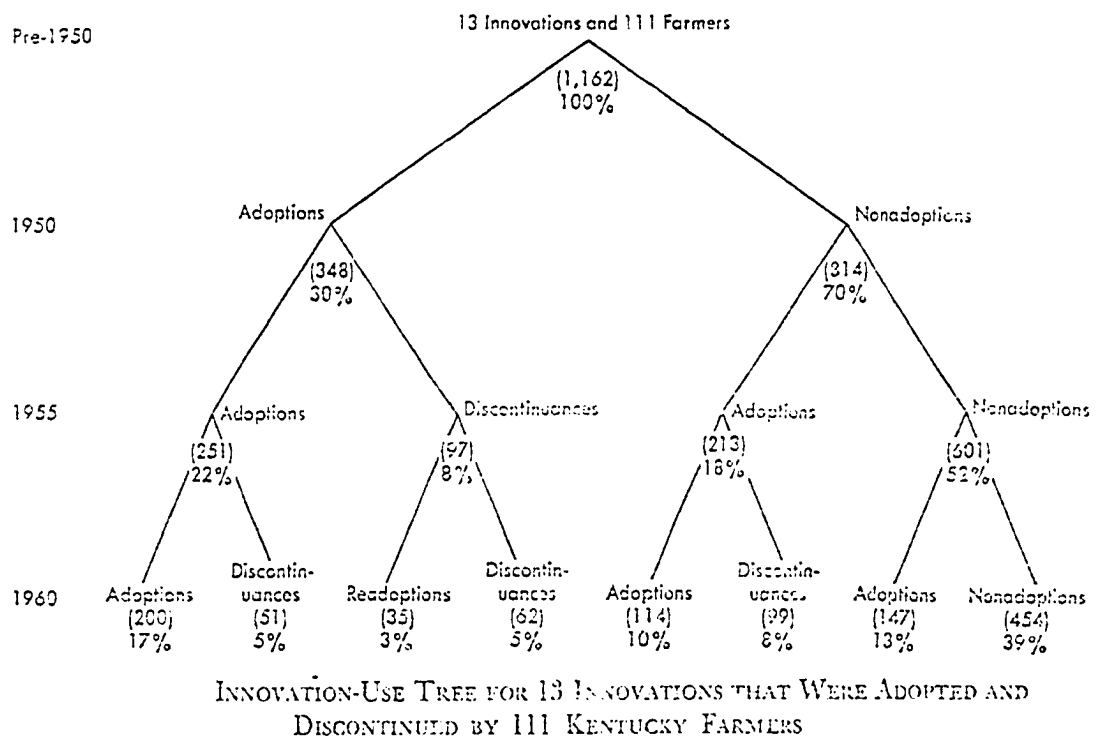 13 Innovations and 111 Farmers
Pre-1950
(1,162)
100%
1950
Adoptions
Nonadoptions
(348)
30%
(314)
70%
1955
Adoptions
Discontinuances
Adoptions
Nonadoptions
(251)
22%
(97)
8%
(213)
18%
(601)
52%
1960
Adoptions
(200)
17%
Discontin-
uances
(51)
5%
Readoptions
(35)
3%
Discontin-
uances
(62)
5%
Adoptions
(114)
10%
Discontin-
uances
(99)
8%
Adoptions
(147)
13%
Nonadoptions
(454)
39%
INNOVATION-USE TREE FOR 13 INNOVATIONS THAT WERE ADOPTED AND
DISCONTINUED BY 111 KENTUCKY FARMERS